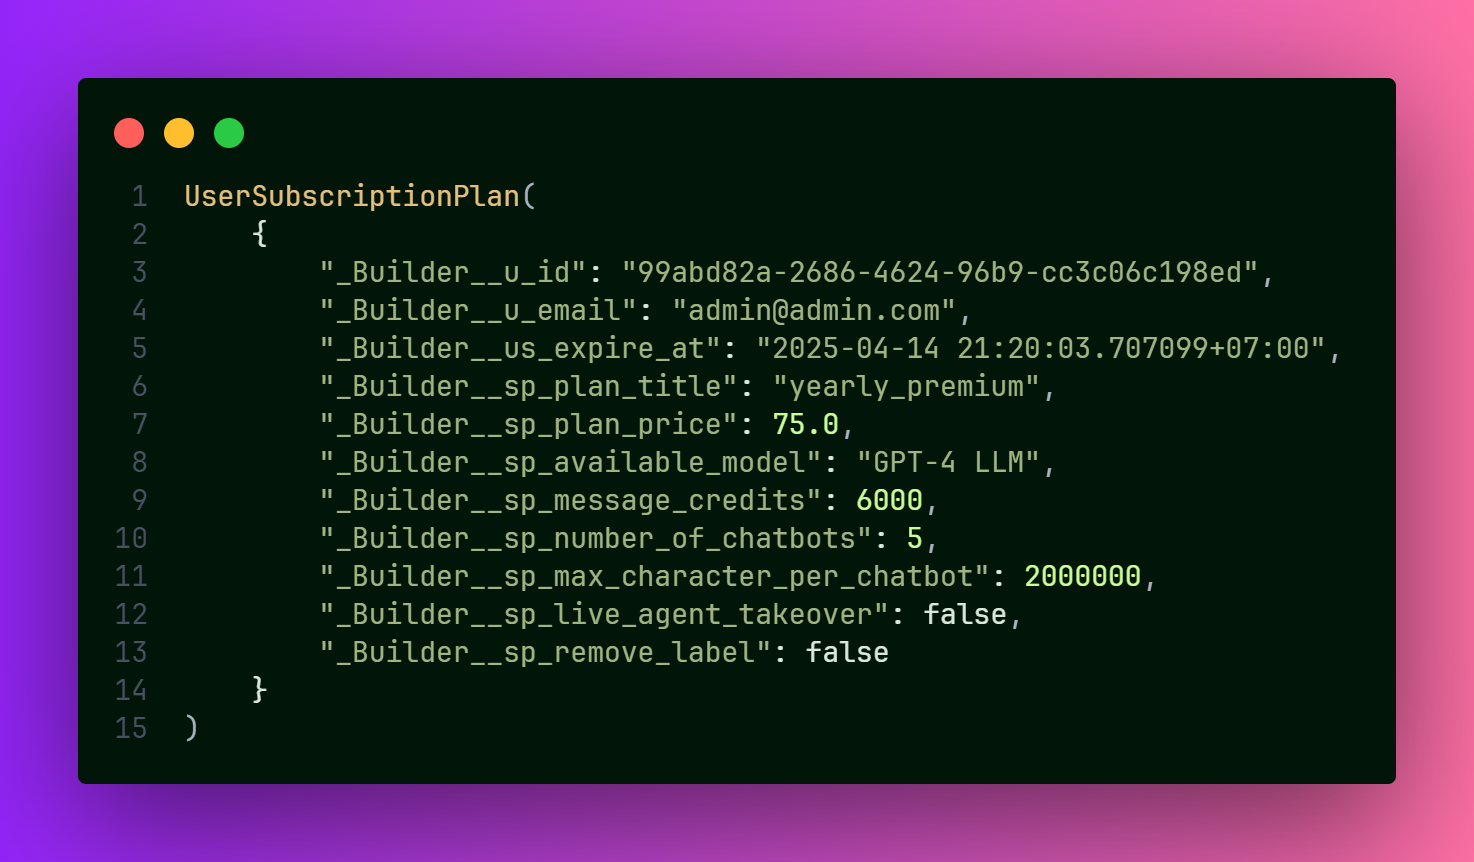 1 UserSubscriptionPlan(
2     {
3         "_Builder__u_id": "99abd82a-2686-4624-96b9-cc3c06c198ed",
4         "_Builder__u_email": "admin@admin.com",
5         "_Builder__us_expire_at": "2025-04-14 21:20:03.707099+07:00",
6         "_Builder__sp_plan_title": "yearly_premium",
7         "_Builder__sp_plan_price": 75.0,
8         "_Builder__sp_available_model": "GPT-4 LLM",
9         "_Builder__sp_message_credits": 6000,
10         "_Builder__sp_number_of_chatbots": 5,
11         "_Builder__sp_max_character_per_chatbot": 2000000,
12         "_Builder__sp_live_agent_takeover": false,
13         "_Builder__sp_remove_label": false
14     }
15 )